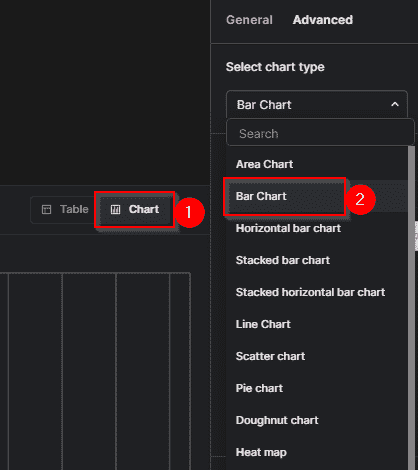 General Advanced
Select chart type
Bar Chart
Search
Area Chart
Table Chart 1
Bar Chart 2
Horizontal bar chart
Stacked bar chart
Stacked horizontal bar chart
Line Chart
Scatter chart
Pie chart
Doughnut chart
Heat map